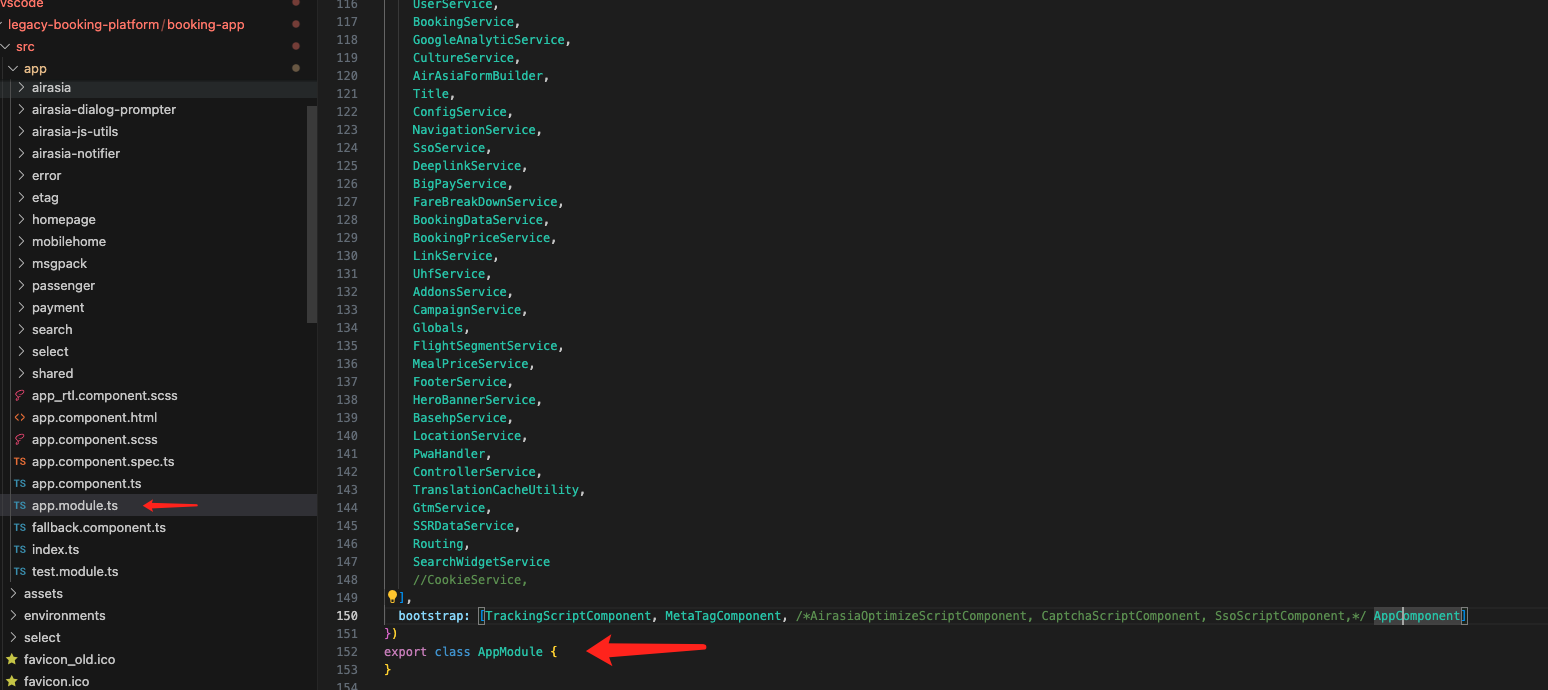 vscode
legacy-booking-platform/booking-app
src
app
airasia
airasia-dialog-prompter
airasia-js-utils
airasia-notifier
error
etag
homepage
mobilehome
msgpack
passenger
payment
search
select
shared
app_rtl.component.scss
<> app.component.html
app.component.scss
TS app.component.spec.ts
TS app.component.ts
TS app.module.ts
TS fallback.component.ts
TS index.ts
TS test.module.ts
assets
environments
select
favicon_old.ico
favicon.ico
116 UserService,
117 BookingService,
118 GoogleAnalyticService,
119 CultureService,
120 AirAsiaFormBuilder,
121 Title,
122 ConfigService,
123 NavigationService,
124 SsoService,
125 DeeplinkService,
126 BigPayService,
127 FareBreakDownService,
128 BookingDataService,
129 BookingPriceService,
130 LinkService,
131 UhfService,
132 AddonsService,
133 CampaignService,
134 Globals,
135 FlightSegmentService,
136 MealPriceService,
137 FooterService,
138 HeroBannerService,
139 BasehpService,
140 LocationService,
141 PwaHandler,
142 ControllerService,
143 TranslationCacheUtility,
144 GtmService,
145 SSRDataService,
146 Routing,
147 SearchWidgetService
148 //CookieService,
149 ],
150 bootstrap: [TrackingScriptComponent, MetaTagComponent, /*AirasiaOptimizeScriptComponent, CaptchaScriptComponent, SsoScriptComponent,*/ AppComponent]
151 })
152 export class AppModule {
153 }
154